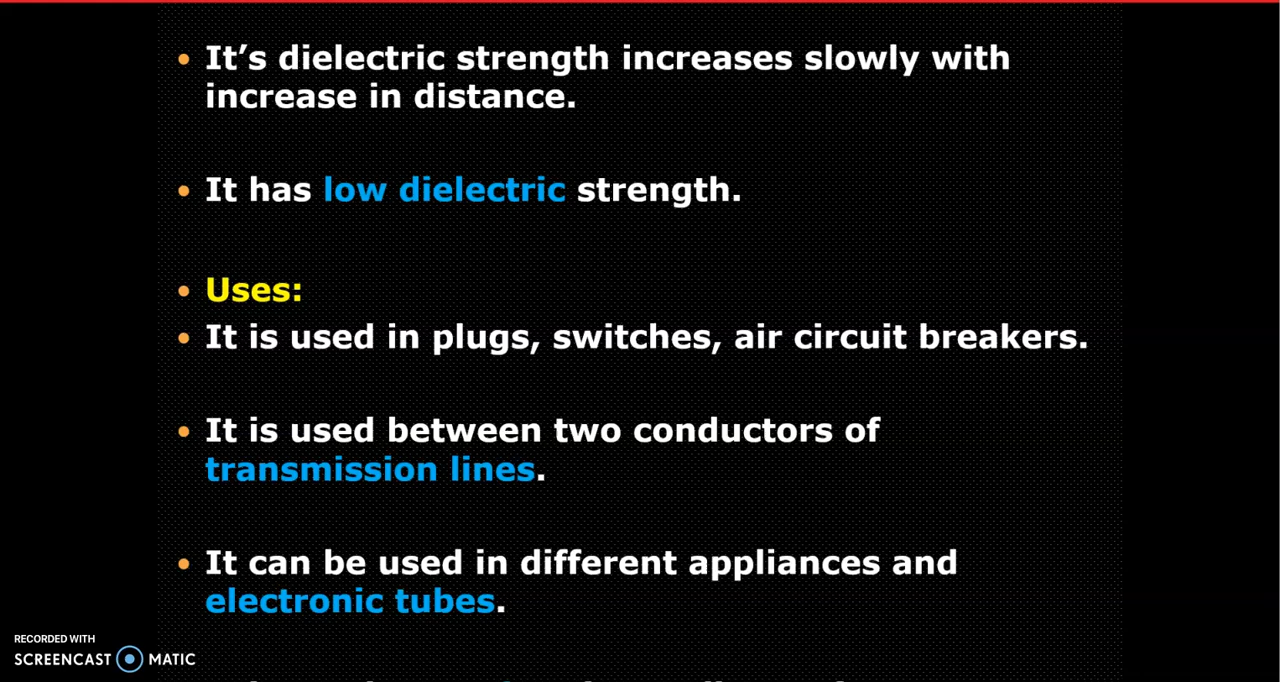 • It’s dielectric strength increases slowly with
increase in distance.
• It has low dielectric strength.
• Uses:
• It is used in plugs, switches, air circuit breakers.
• It is used between two conductors of
transmission lines.
• It can be used in different appliances and
electronic tubes.
RECORDED WITH
SCREENCAST MATIC